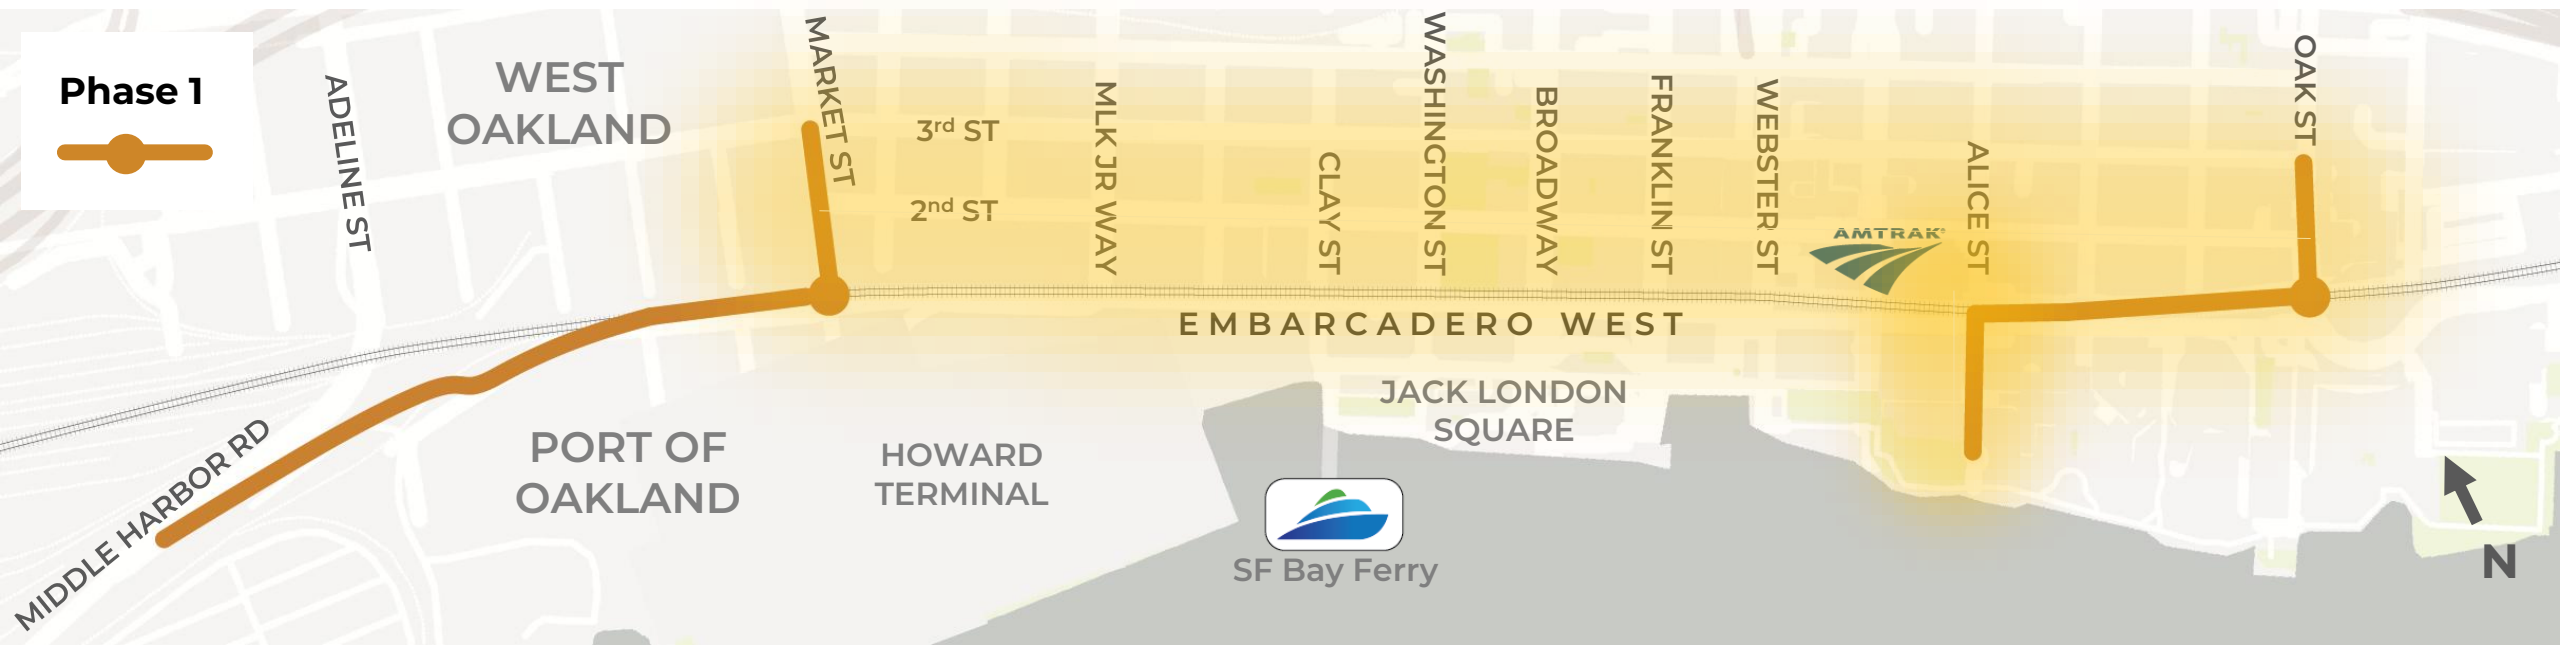 Phase 1
ADELINE ST
WEST
OAKLAND
MARKET ST
3rd ST
2nd ST
MLK JR WAY
CLAY ST
WASHINGTON ST
BROADWAY
FRANKLIN ST
WEBSTER ST
AMTRAK
ALICE ST
OAK ST
EMBARCADERO WEST
JACK LONDON
SQUARE
MIDDLE HARBOR RD
PORT OF
OAKLAND
HOWARD
TERMINAL
SF Bay Ferry
N